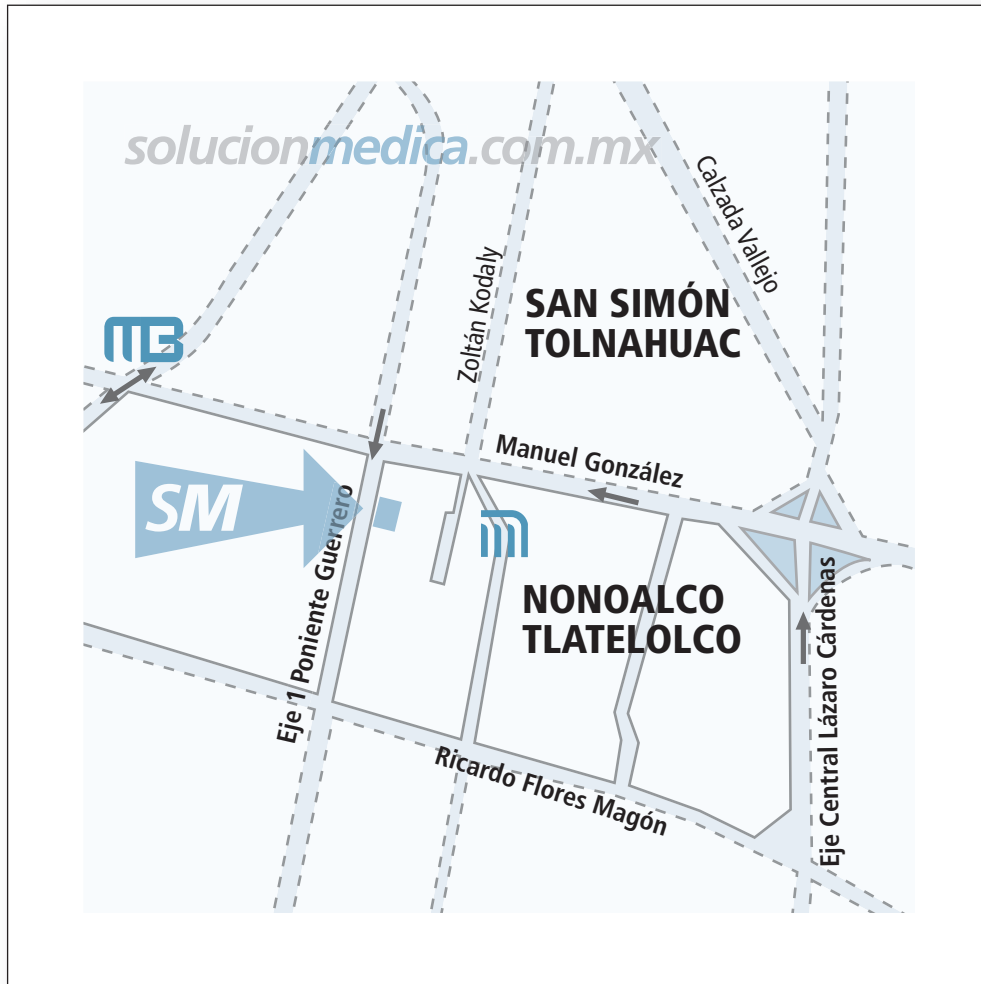 solucionmedica.com.mx
Calzada Vallejo
Zoltán Kodaly
SAN SIMÓN
TOLNAHUAC
MB
Manuel González
SM
Eje 1 Poniente Guerrero
NONOALCO
TLATELOLCO
Eje Central Lázaro Cárdenas
Ricardo Flores Magón